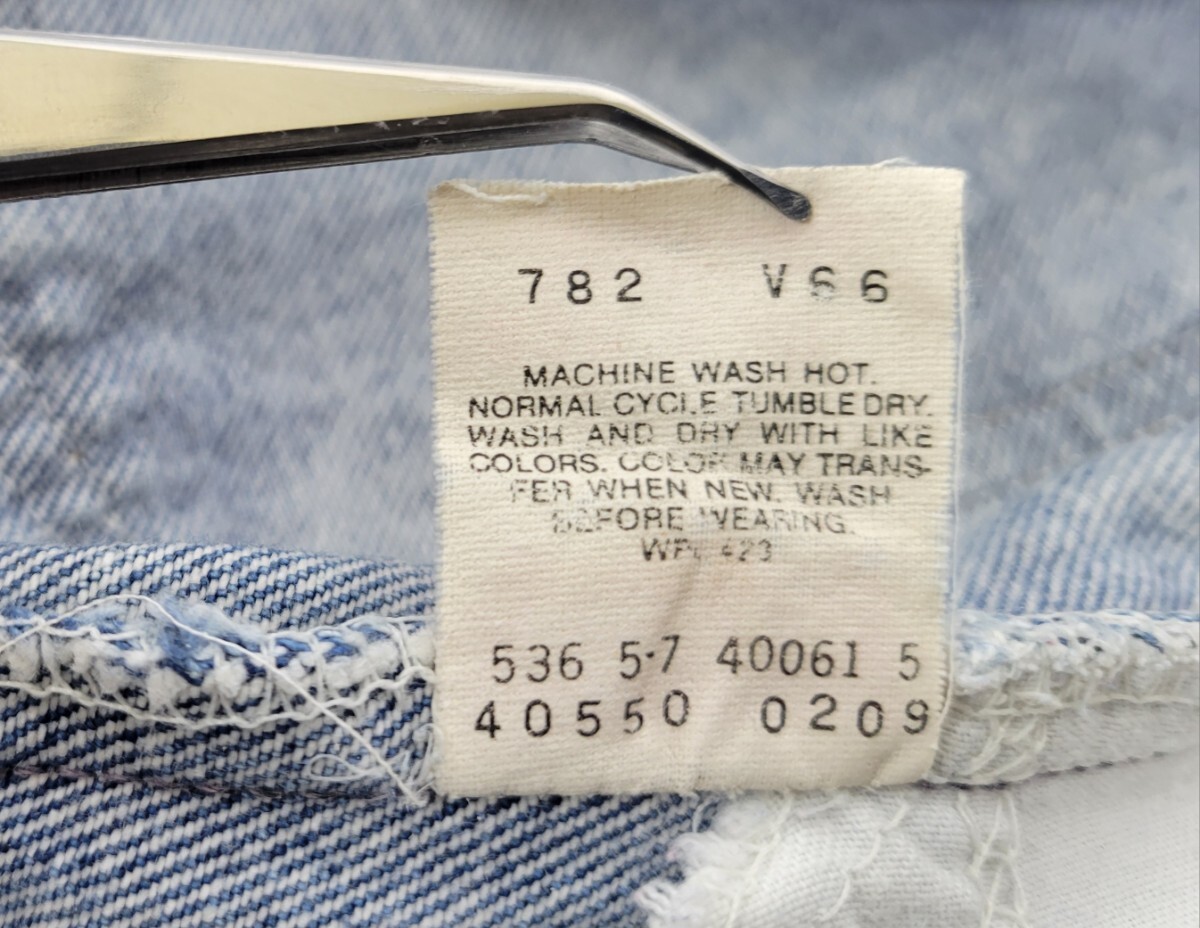 782 V66
MACHINE WASH HOT.
NORMAL CYCLE TUMBLE DRY.
WASH AND DRY WITH LIKE
COLORS. COLOR MAY TRANS-
FER WHEN NEW. WASH
BEFORE WEARING.
WPL 423
536 5·7 40061 5
40550 0209